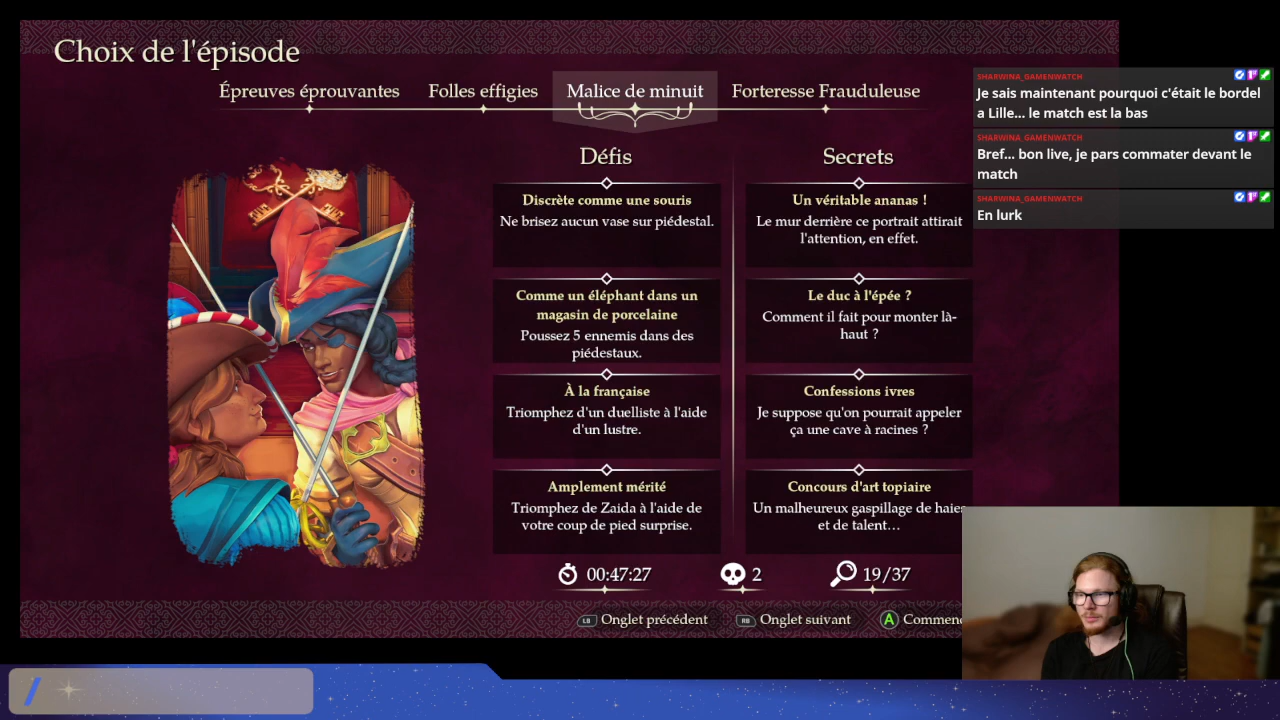 Choix de l'épisode
Épreuves éprouvantes
Folles effigies
Malice de minuit
Forteresse Frauduleuse
Défis
Discrète comme une souris
Ne brisez aucun vase sur piédestal.
Comme un éléphant dans un
magasin de porcelaine
Poussez 5 ennemis dans des
piédestaux.
À la française
Triomphez d'un duelliste à l'aide
d'un lustre.
Amplement mérité
Triomphez de Zaida à l'aide de
votre coup de pied surprise.
Secrets
Un véritable ananas !
Le mur derrière ce portrait attirait
l'attention, en effet.
Le duc à l'épée ?
Comment il fait pour monter là-
haut ?
Confessions ivres
Je suppose qu'on pourrait appeler
ça une cave à racines ?
Concours d'art topiaire
Un malheureux gaspillage de haies
et de talent…
00:47:27
2
19/37
LB Onglet précédent
RB Onglet suivant
A Commenc
SHARWINA_GAMENWATCH
Je sais maintenant pourquoi c'était le bordel
a Lille... le match est la bas
SHARWINA_GAMENWATCH
Bref... bon live, je pars commater devant le
match
SHARWINA_GAMENWATCH
En lurk
/